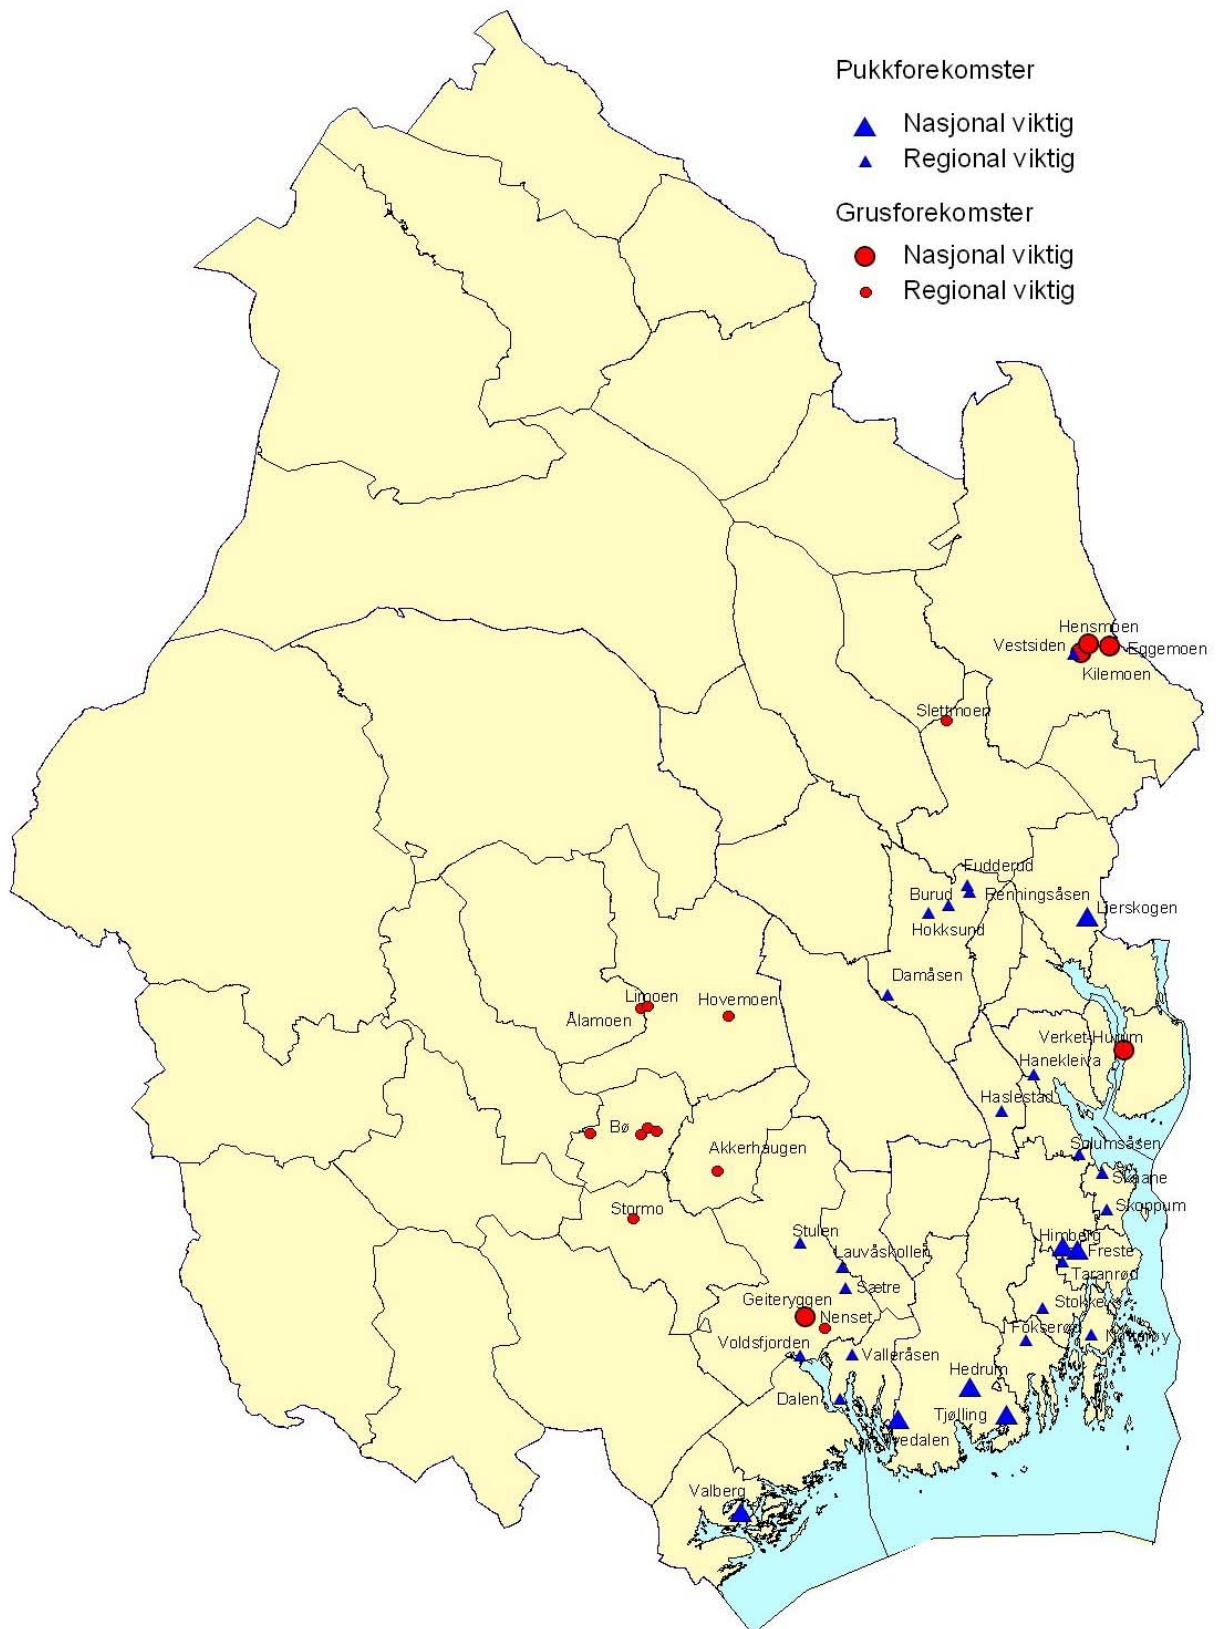 Pukkforekomster
Nasjonal viktig
Regional viktig
Grusforekomster
Nasjonal viktig
Regional viktig
Hensmoen
Vestsiden
Eggemoen
Kilemoen
Slettmoen
Eudderud
Burud
Renningsåsen
Lierskogen
Hokksund
Damåsen
Limoen
Hovemoen
Ålamoen
Verket-Hurum
Hanekleiva
Haslestad
Bø
Akkerhaugen
Solumsåsen
Skaane
Stormo
Skoppum
Stulen
Himberg
Lauvåskollen
Freste
Taranrød
Sætre
Geiteryggen
Stokke
Nenset
Fokserød
Nøtterøy
Voldsfjorden
Valleråsen
Hedrum
Dalen
Tjølling
Valberg